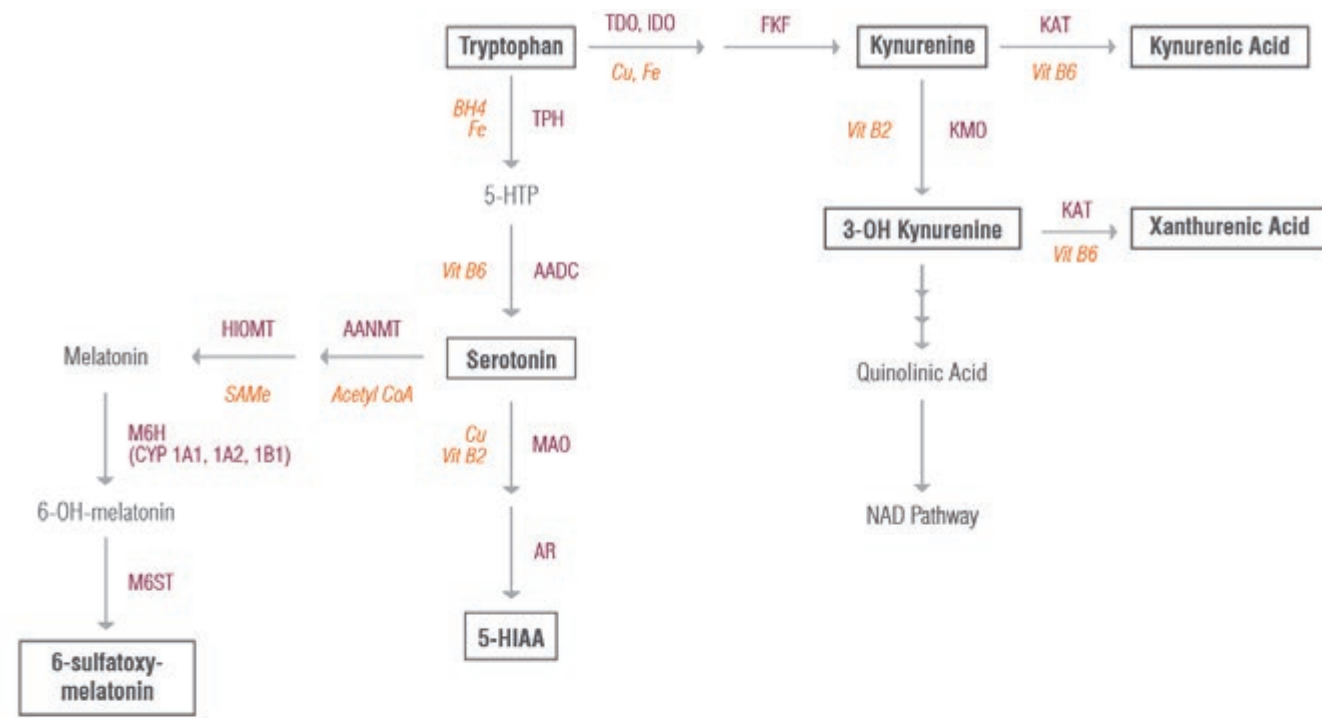 TDO, IDO
FKF
KAT
Tryptophan
Kynurenine
Kynurenic Acid
Cu, Fe
Vit B6
BH4
Fe
TPH
Vit B2
KMO
5-HTP
KAT
3-OH Kynurenine
Xanthurenic Acid
Vit B6
Vit B6
AADC
HIOMT
AANMT
Melatonin
Serotonin
Quinolinic Acid
SAMe
Acetyl CoA
M6H
(CYP 1A1, 1A2, 1B1)
Cu
Vit B2
MAO
6-OH-melatonin
NAD Pathway
AR
M6ST
5-HIAA
6-sulfatoxy-
melatonin